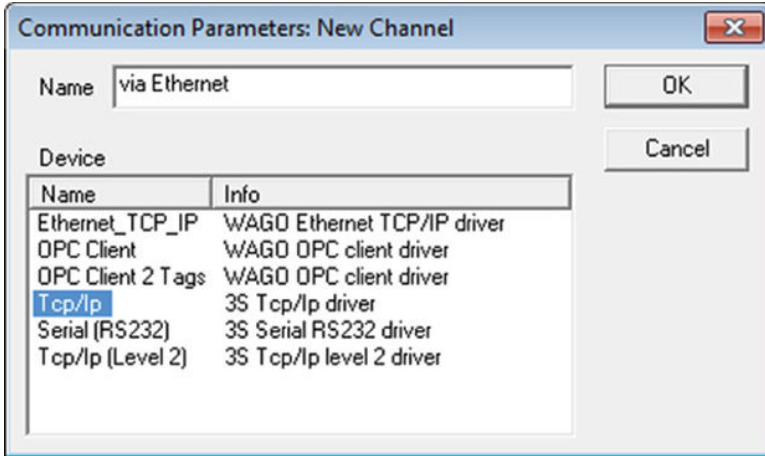 Communication Parameters: New Channel
Name via Ethernet OK
Cancel
Device
Name Info
Ethernet_TCP_IP WAGO Ethernet TCP/IP driver
OPC Client WAGO OPC client driver
OPC Client 2 Tags WAGO OPC client driver
Tcp/Ip 3S Tcp/Ip driver
Serial (RS232) 3S Serial RS232 driver
Tcp/Ip (Level 2) 3S Tcp/Ip level 2 driver